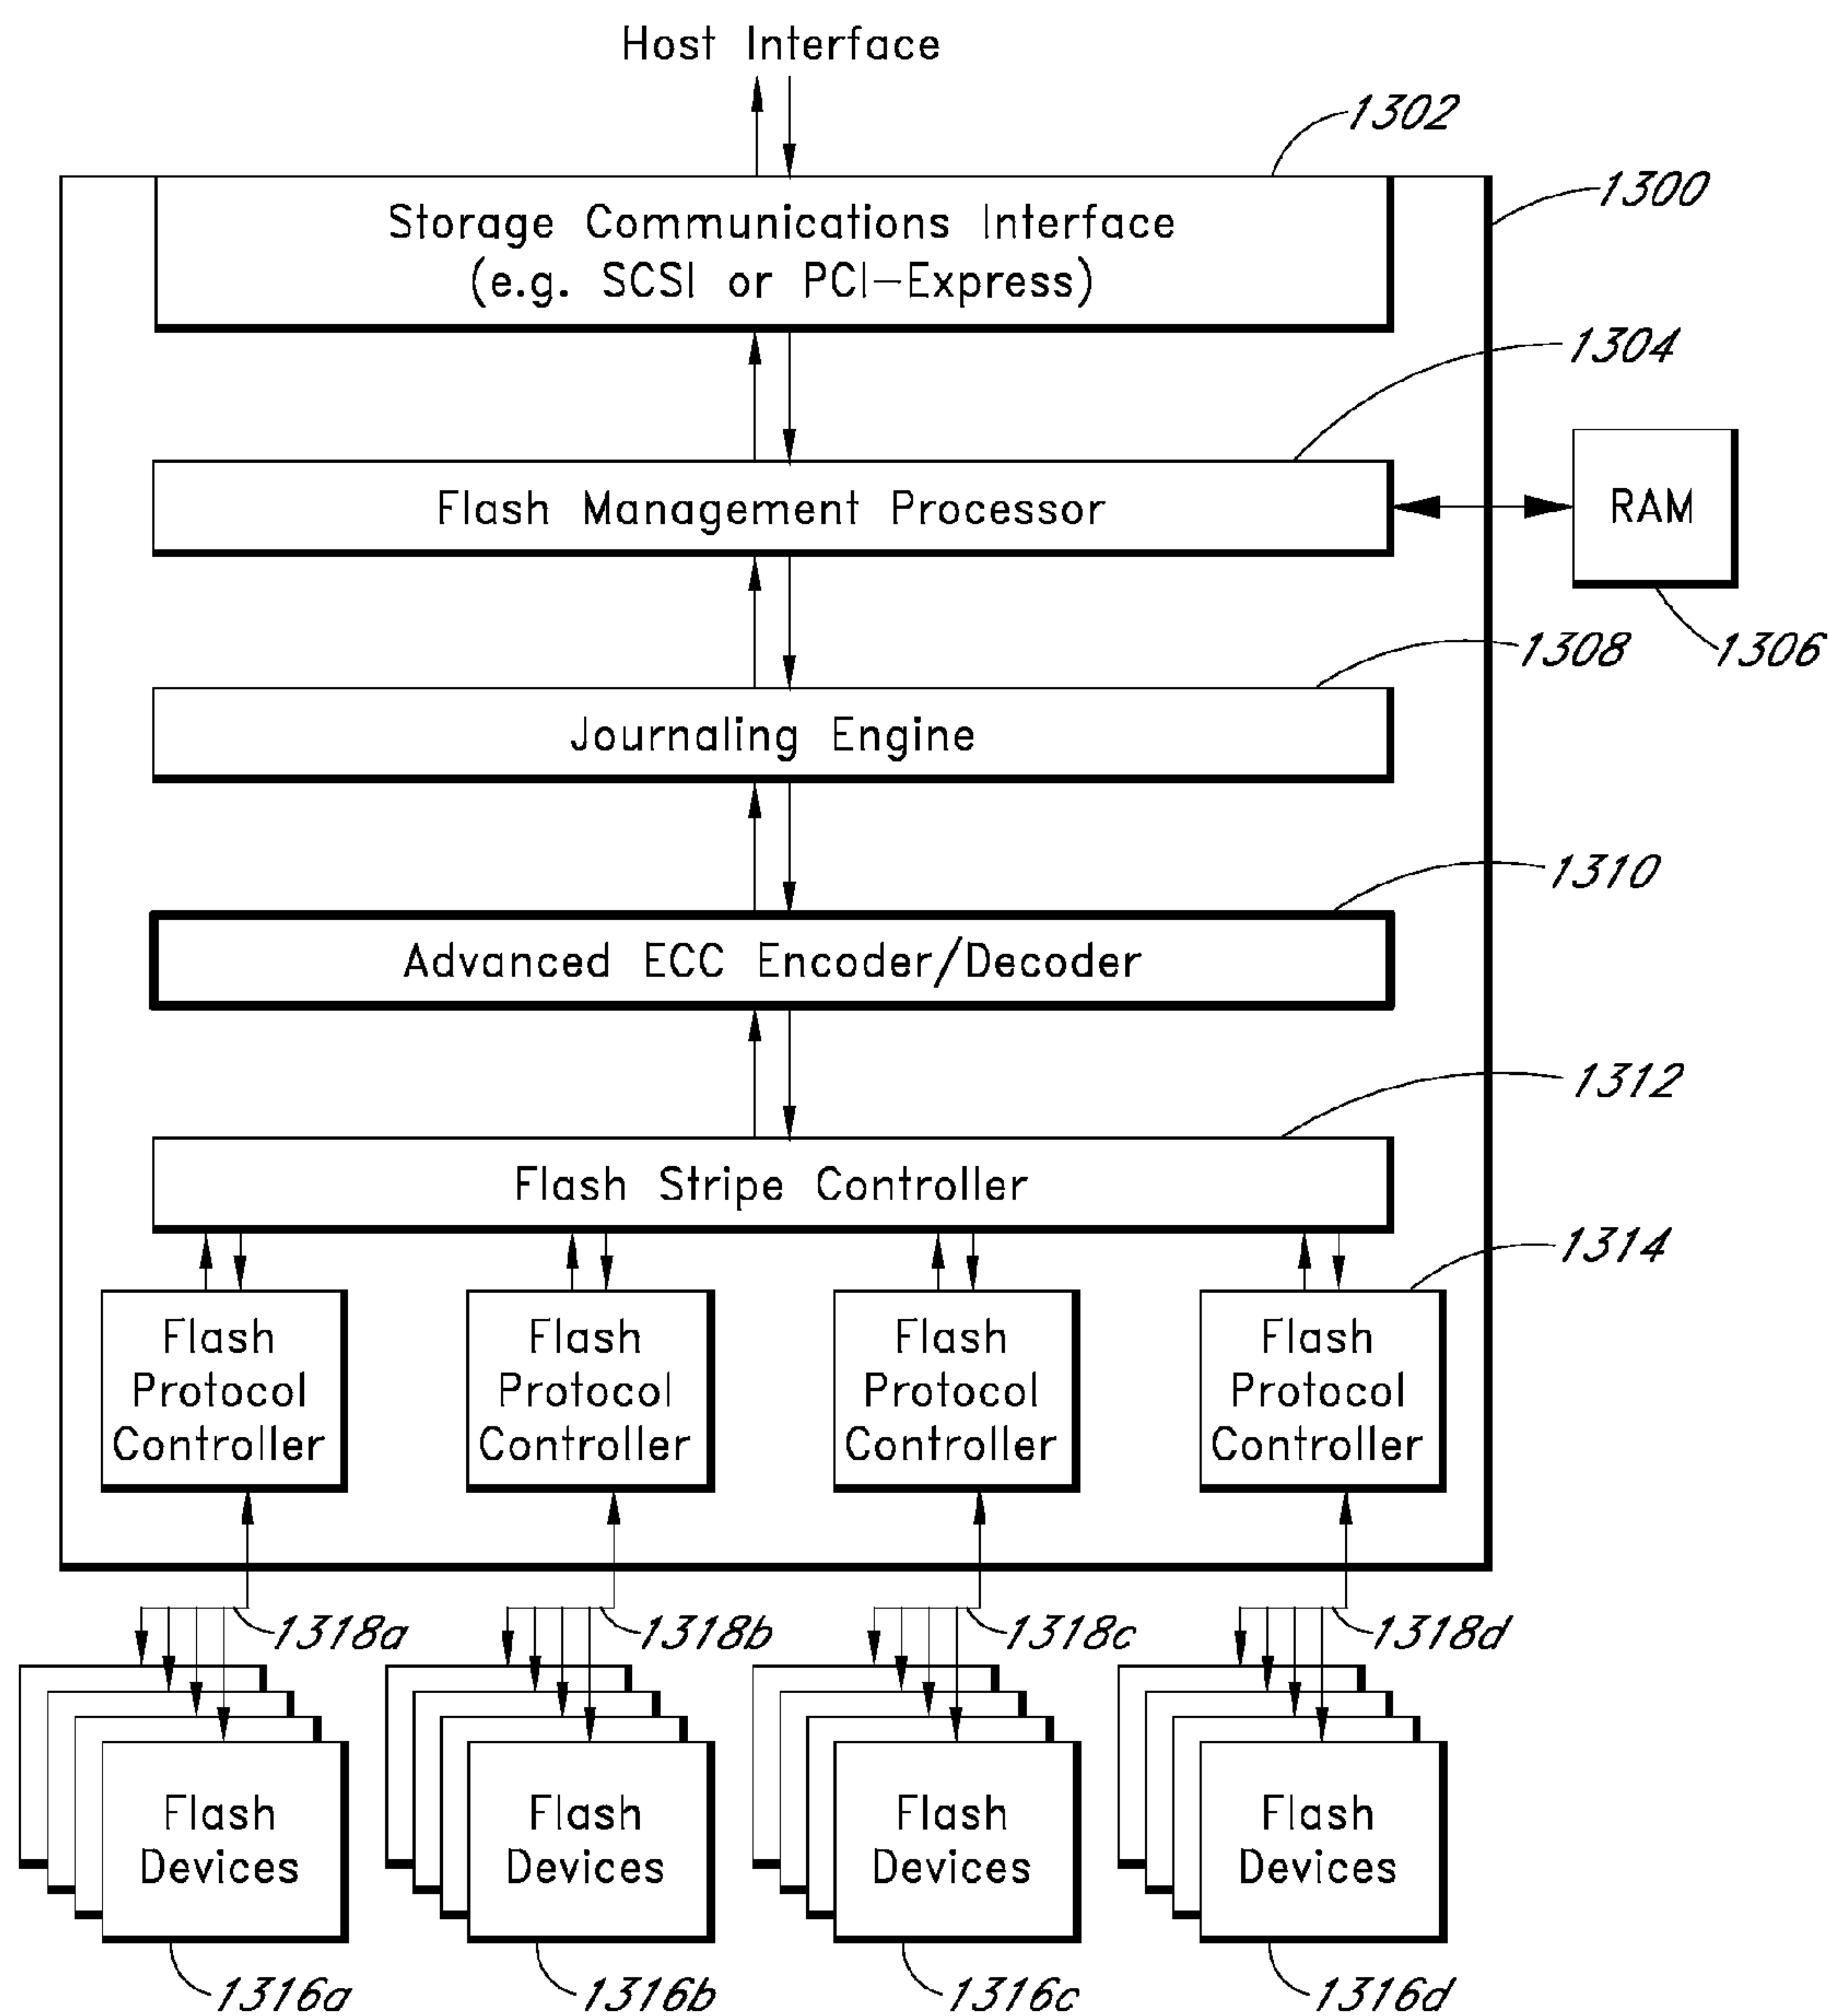 Host Interface
1302
1300
Storage Communications Interface
(e.g. SCSI or PCI-Express)
1304
Flash Management Processor
RAM
1308
1306
Journaling Engine
1310
Advanced ECC Encoder/Decoder
1312
Flash Stripe Controller
1314
Flash Protocol Controller
Flash Protocol Controller
Flash Protocol Controller
Flash Protocol Controller
1318a
1318b
1318c
1318d
Flash Devices
Flash Devices
Flash Devices
Flash Devices
1316a
1316b
1316c
1316d